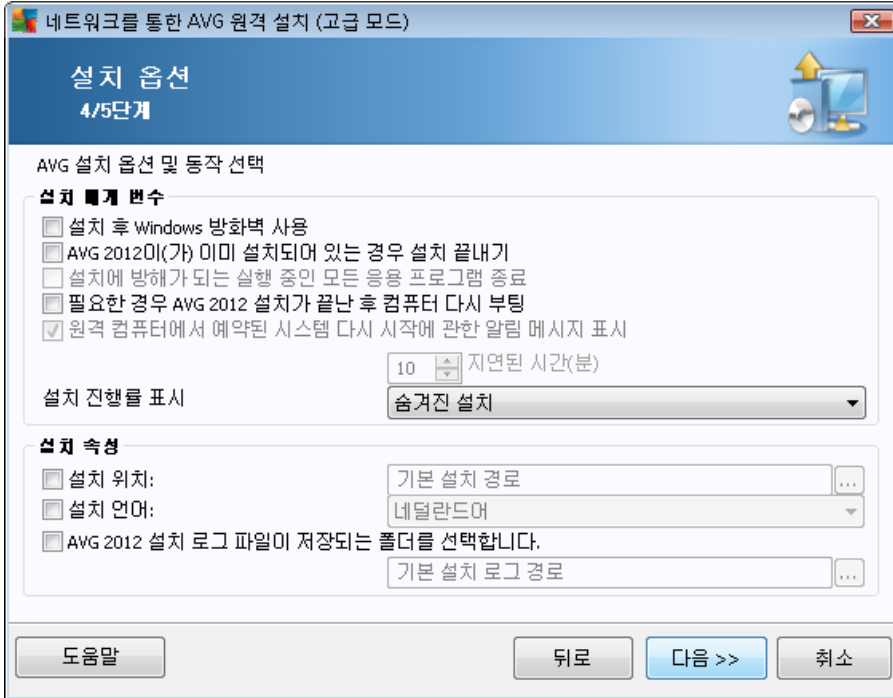 네트워크를 통한 AVG 원격 설치 (고급 모드)
설치 옵션
4/5단계
AVG 설치 옵션 및 동작 선택
설치 매개 변수
설치 후 Windows 방화벽 사용
AVG 2012이(가) 이미 설치되어 있는 경우 설치 끝내기
설치에 방해가 되는 실행 중인 모든 응용 프로그램 종료
필요한 경우 AVG 2012 설치가 끝난 후 컴퓨터 다시 부팅
원격 컴퓨터에서 예약된 시스템 다시 시작에 관한 알림 메시지 표시
10 지연된 시간(분)
설치 진행률 표시 숨겨진 설치
설치 속성
설치 위치: 기본 설치 경로 ...
설치 언어: 네덜란드어
AVG 2012 설치 로그 파일이 저장되는 폴더를 선택합니다.
기본 설치 로그 경로 ...
도움말 뒤로 다음 >> 취소